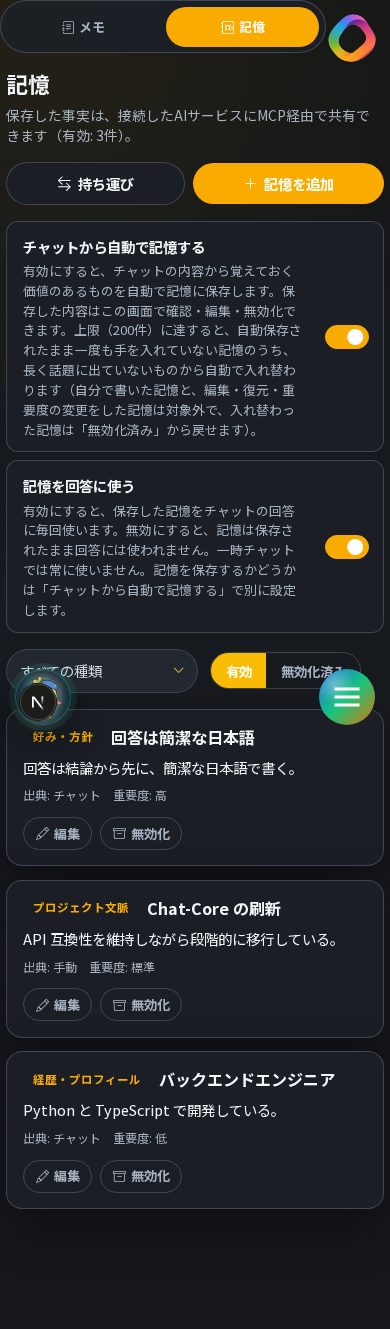 メモ 記憶
記憶
保存した事実は、接続したAIサービスにMCP経由で共有で
きます（有効: 3件）。
持ち運び 記憶を追加
チャットから自動で記憶する
有効にすると、チャットの内容から覚えておく
価値のあるものを自動で記憶に保存します。保
存した内容はこの画面で確認・編集・無効化で
きます。上限（200件）に達すると、自動保存さ
れたまま一度も手を入れていない記憶のうち、
長く話題に出ていないものから自動で入れ替わ
ります（自分で書いた記憶と、編集・復元・重
要度の変更をした記憶は対象外で、入れ替わっ
た記憶は「無効化済み」から戻せます）。
記憶を回答に使う
有効にすると、保存した記憶をチャットの回答
に毎回使います。無効にすると、記憶は保存さ
れたまま回答には使われません。一時チャット
では常に使いません。記憶を保存するかどうか
は「チャットから自動で記憶する」で別に設定
します。
すべての種類 有効 無効化済み
N
好み・方針 回答は簡潔な日本語
回答は結論から先に、簡潔な日本語で書く。
出典: チャット 重要度: 高
編集 無効化
プロジェクト文脈 Chat-Core の刷新
API 互換性を維持しながら段階的に移行している。
出典: 手動 重要度: 標準
編集 無効化
経歴・プロフィール バックエンドエンジニア
Python と TypeScript で開発している。
出典: チャット 重要度: 低
編集 無効化